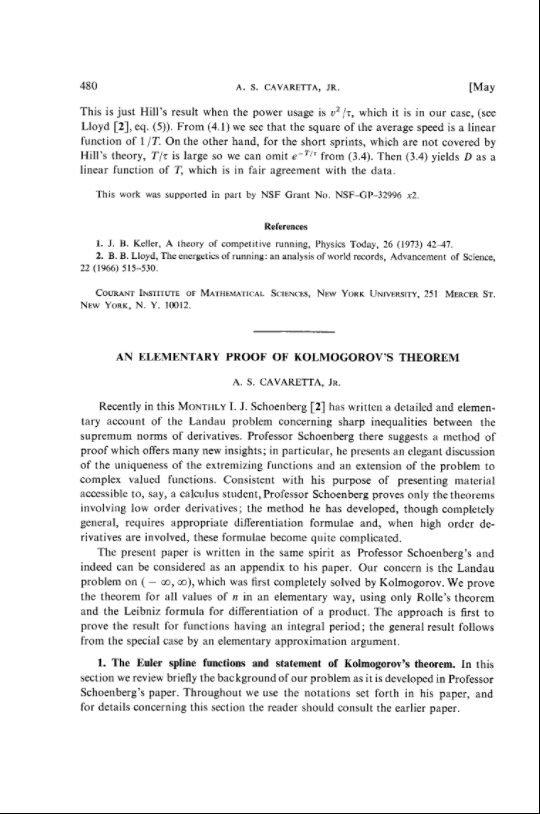 480 A. S. CAVARETTA, JR. [May
This is just Hill's result when the power usage is v²/τ, which it is in our case, (see
Lloyd [2], eq. (5)). From (4.1) we see that the square of the average speed is a linear
function of 1/T. On the other hand, for the short sprints, which are not covered by
Hill's theory, T/τ is large so we can omit e^{-T/τ} from (3.4). Then (3.4) yields D as a
linear function of T, which is in fair agreement with the data.
This work was supported in part by NSF Grant No. NSF-GP-32996 x2.
References
1. J. B. Keller, A theory of competitive running, Physics Today, 26 (1973) 42–47.
2. B. B. Lloyd, The energetics of running: an analysis of world records, Advancement of Science,
22 (1966) 515–530.
COURANT INSTITUTE OF MATHEMATICAL SCIENCES, NEW YORK UNIVERSITY, 251 MERCER ST.
NEW YORK, N. Y. 10012.
AN ELEMENTARY PROOF OF KOLMOGOROV'S THEOREM
A. S. CAVARETTA, JR.
Recently in this MONTHLY I. J. Schoenberg [2] has written a detailed and elemen-
tary account of the Landau problem concerning sharp inequalities between the
supremum norms of derivatives. Professor Schoenberg there suggests a method of
proof which offers many new insights; in particular, he presents an elegant discussion
of the uniqueness of the extremizing functions and an extension of the problem to
complex valued functions. Consistent with his purpose of presenting material
accessible to, say, a calculus student, Professor Schoenberg proves only the theorems
involving low order derivatives; the method he has developed, though completely
general, requires appropriate differentiation formulae and, when high order de-
rivatives are involved, these formulae become quite complicated.
The present paper is written in the same spirit as Professor Schoenberg's and
indeed can be considered as an appendix to his paper. Our concern is the Landau
problem on (− ∞, ∞), which was first completely solved by Kolmogorov. We prove
the theorem for all values of n in an elementary way, using only Rolle's theorem
and the Leibniz formula for differentiation of a product. The approach is first to
prove the result for functions having an integral period; the general result follows
from the special case by an elementary approximation argument.
1. The Euler spline functions and statement of Kolmogorov's theorem. In this
section we review briefly the background of our problem as it is developed in Professor
Schoenberg's paper. Throughout we use the notations set forth in his paper, and
for details concerning this section the reader should consult the earlier paper.